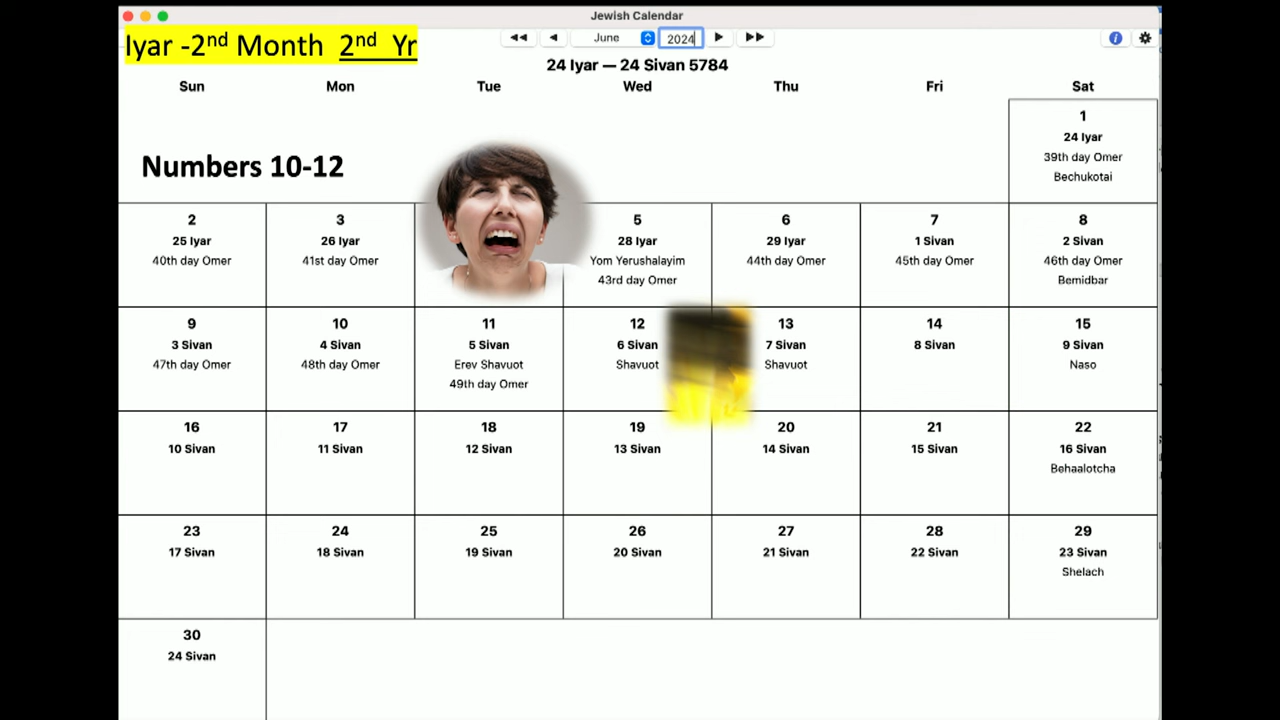 Jewish Calendar
Iyar -2nd Month 2nd Yr
June 2024
24 Iyar — 24 Sivan 5784
Sun Mon Tue Wed Thu Fri Sat
Numbers 10-12
1
24 Iyar
39th day Omer
Bechukotai
2
25 Iyar
40th day Omer
3
26 Iyar
41st day Omer
5
28 Iyar
Yom Yerushalayim
43rd day Omer
6
29 Iyar
44th day Omer
7
1 Sivan
45th day Omer
8
2 Sivan
46th day Omer
Bemidbar
9
3 Sivan
47th day Omer
10
4 Sivan
48th day Omer
11
5 Sivan
Erev Shavuot
49th day Omer
12
6 Sivan
Shavuot
13
7 Sivan
Shavuot
14
8 Sivan
15
9 Sivan
Naso
16
10 Sivan
17
11 Sivan
18
12 Sivan
19
13 Sivan
20
14 Sivan
21
15 Sivan
22
16 Sivan
Behaalotcha
23
17 Sivan
24
18 Sivan
25
19 Sivan
26
20 Sivan
27
21 Sivan
28
22 Sivan
29
23 Sivan
Shelach
30
24 Sivan